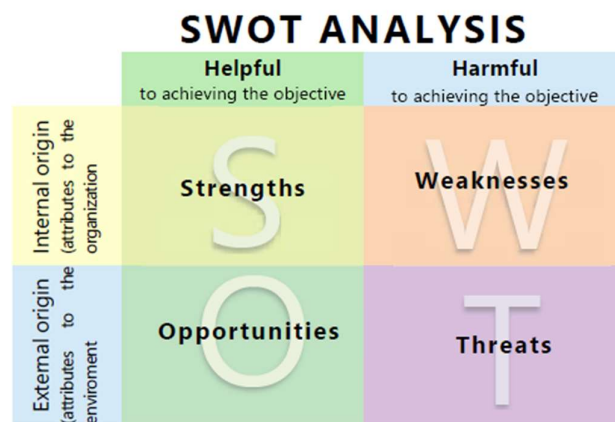 SWOT ANALYSIS
Helpful
to achieving the objective
Harmful
to achieving the objective
Internal origin
(attributes to the
organization
S
Strengths
W
Weaknesses
External origin
(attributes to the
enviroment
O
Opportunities
T
Threats